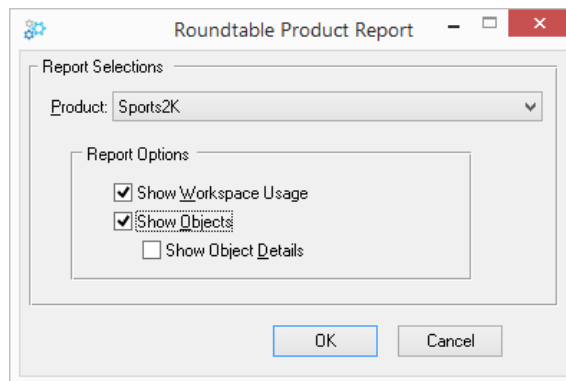 Roundtable Product Report
Report Selections
Product: Sports2K
Report Options
Show Workspace Usage
Show Objects
Show Object Details
OK Cancel